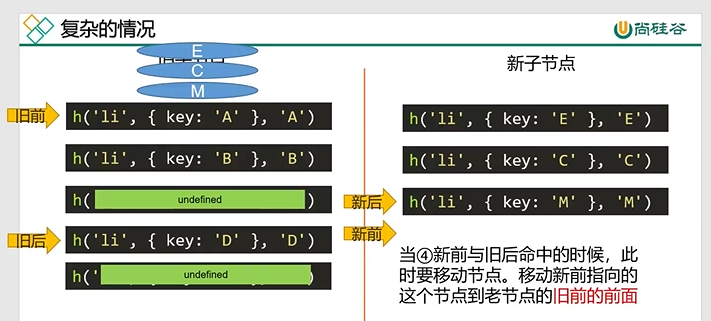 复杂的情况
尚硅谷
E
C
M
新子节点
旧前
h('li', { key: 'A' }, 'A')
h('li', { key: 'B' }, 'B')
h( undefined )
旧后
h('li', { key: 'D' }, 'D')
h(' undefined )
h('li', { key: 'E' }, 'E')
h('li', { key: 'C' }, 'C')
新后
h('li', { key: 'M' }, 'M')
新前
当④新前与旧后命中的时候，此
时要移动节点。移动新前指向的
这个节点到老节点的旧前的前面